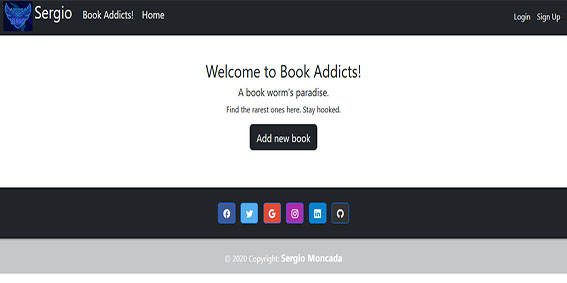 Sergio Book Addicts! Home Login Sign Up
Welcome to Book Addicts!
A book worm's paradise.
Find the rarest ones here. Stay hooked.
Add new book
© 2020 Copyright: Sergio Moncada